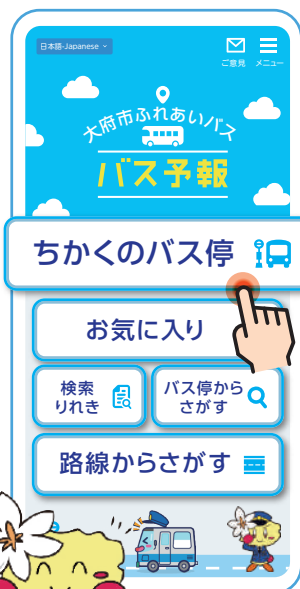 日本語-Japanese
ご意見 メニュー
大府市ふれあいバス
バス予報
ちかくのバス停
お気に入り
検索
りれき
バス停から
さがす
路線からさがす